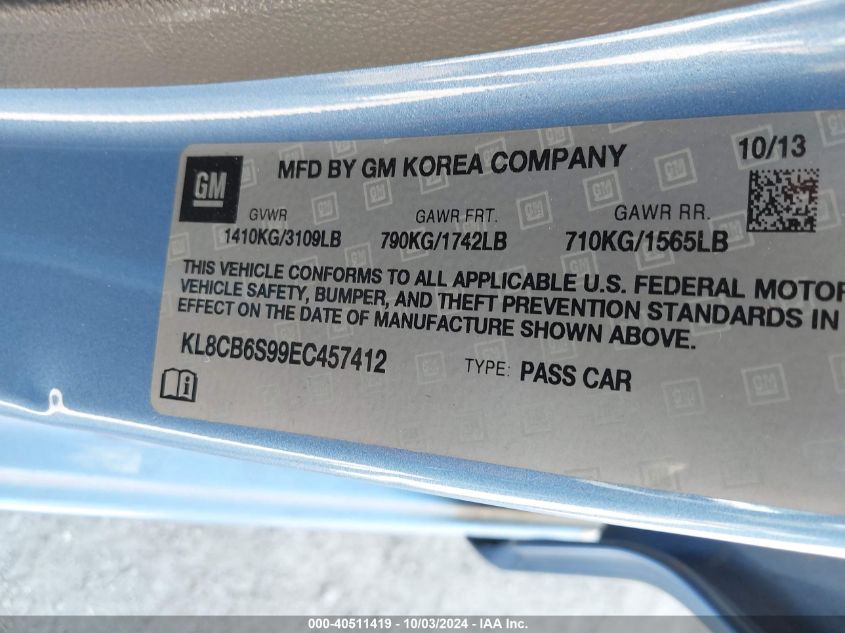 GM
MFD BY GM KOREA COMPANY
10/13
GVWR
GAWR FRT.
GAWR RR.
1410KG/3109LB
790KG/1742LB
710KG/1565LB
THIS VEHICLE CONFORMS TO ALL APPLICABLE U.S. FEDERAL MOTOR
VEHICLE SAFETY, BUMPER, AND THEFT PREVENTION STANDARDS IN
EFFECT ON THE DATE OF MANUFACTURE SHOWN ABOVE.
KL8CB6S99EC457412
TYPE: PASS CAR
000-40511419 - 10/03/2024 - IAA Inc.